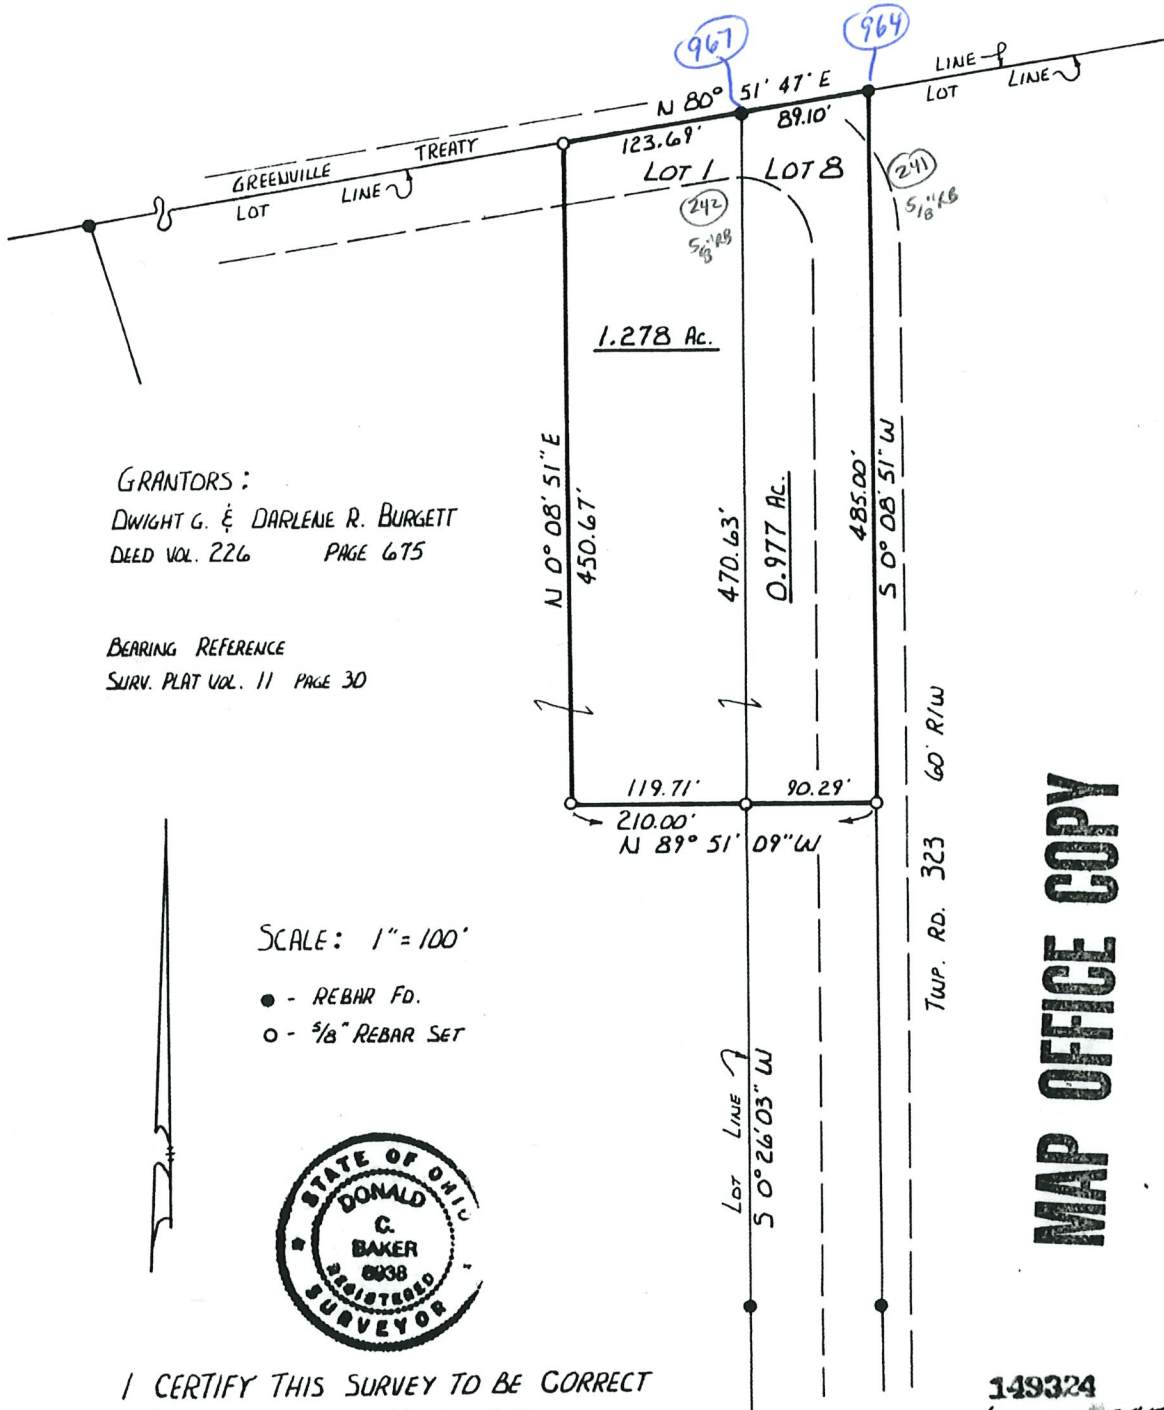 967
964
N 80° 51' 47" E
123.69'
89.10'
LINE
LOT
LINE
GREENVILLE TREATY
LOT LINE
LOT 1
LOT 8
242
5/8" RB
241
5/8" RB
1.278 Ac.
N 0° 08' 51" E
450.67'
470.63'
0.977 Ac.
485.00'
S 0° 08' 51" W
GRANTORS:
DWIGHT G. & DARLENE R. BURGETT
DEED VOL. 226 PAGE 675
BEARING REFERENCE
SURV. PLAT VOL. 11 PAGE 30
119.71'
90.29'
210.00'
N 89° 51' 09" W
TWP. RD. 323 60' R/W
MAP OFFICE COPY
SCALE: 1" = 100'
- REBAR FD.
- 5/8" REBAR SET
LOT LINE
S 0° 26' 03" W
STATE OF OHIO
DONALD
C.
BAKER
REGISTERED
SURVEYOR
I CERTIFY THIS SURVEY TO BE CORRECT
149324